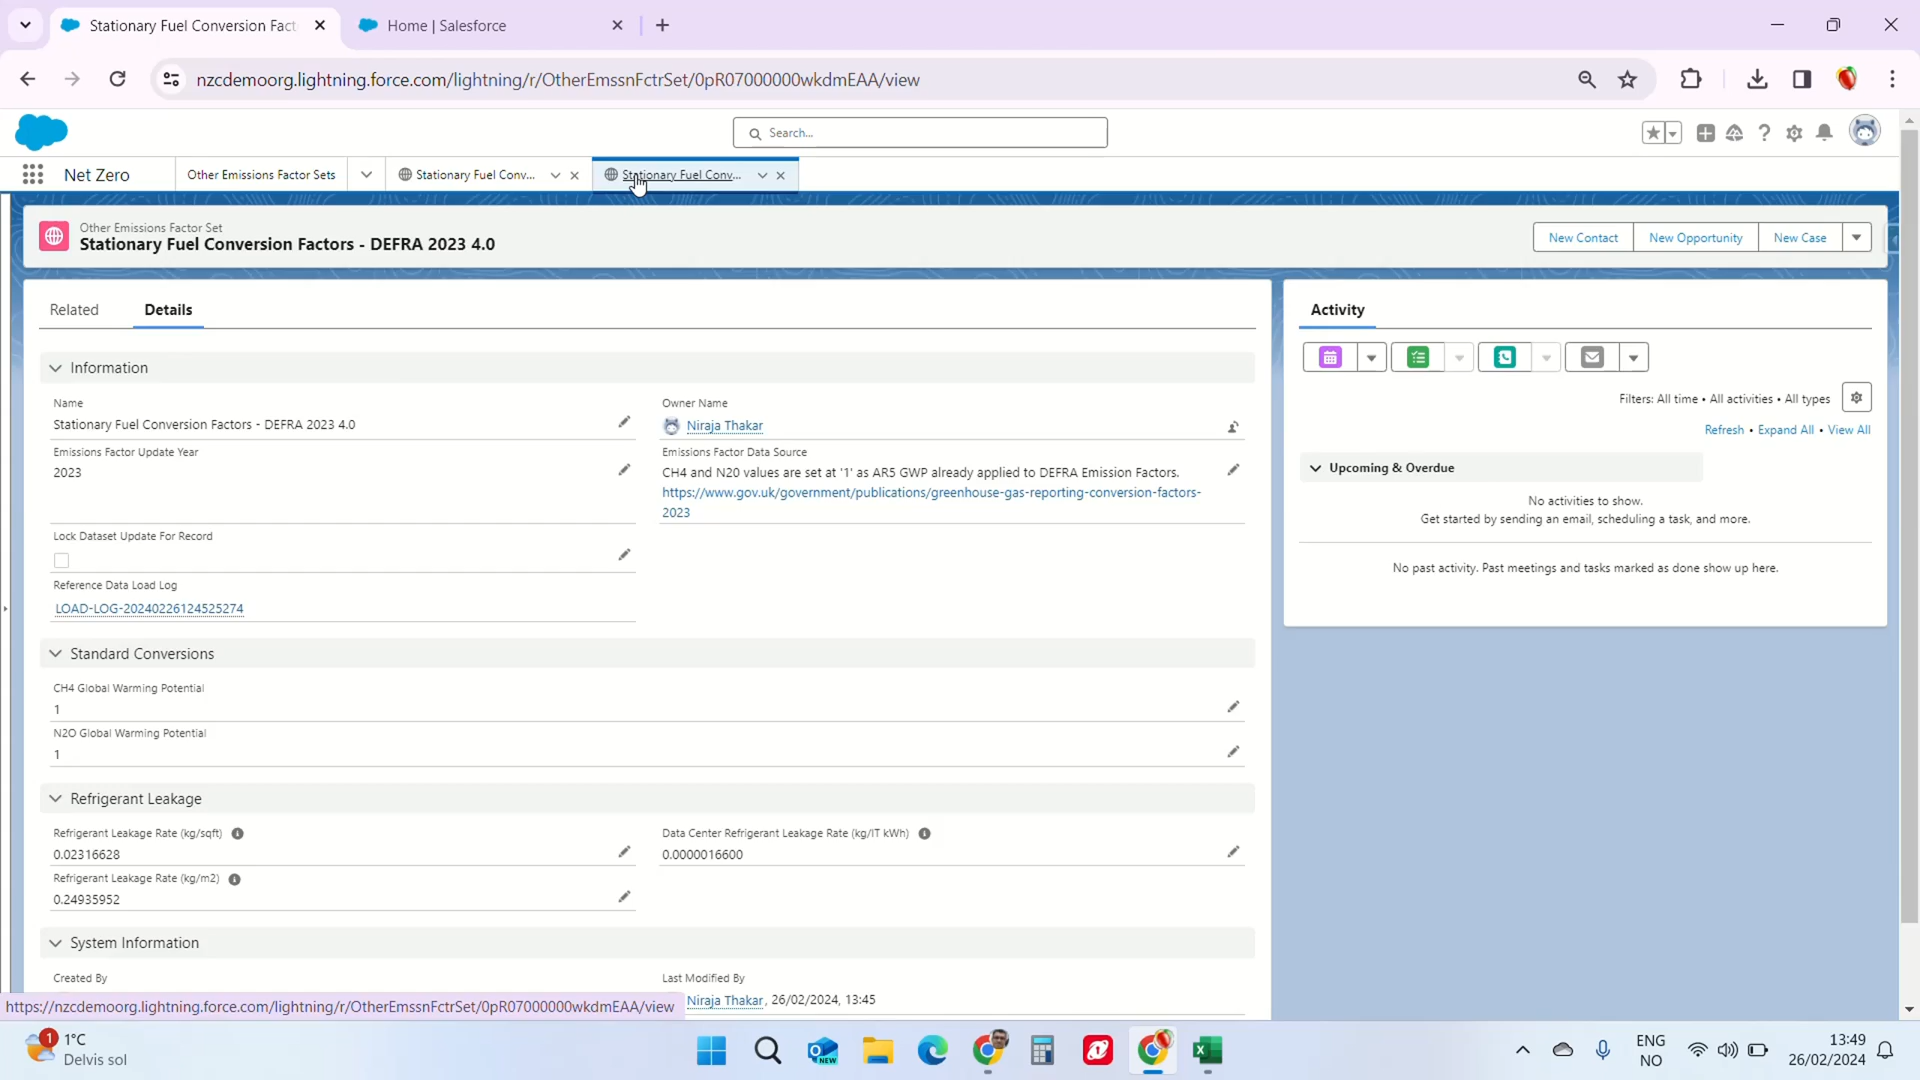 Stationary Fuel Conversion Fact
Home | Salesforce
nzcdemoorg.lightning.force.com/lightning/r/OtherEmssnFctrSet/0pR07000000wkdmEAA/view
Search...
Net Zero
Other Emissions Factor Sets
Stationary Fuel Conv...
Stationary Fuel Conv...
Other Emissions Factor Set
Stationary Fuel Conversion Factors - DEFRA 2023 4.0
New Contact
New Opportunity
New Case
Related
Details
Information
Name
Stationary Fuel Conversion Factors - DEFRA 2023 4.0
Owner Name
Niraja Thakar
Emissions Factor Update Year
2023
Emissions Factor Data Source
CH4 and N20 values are set at '1' as AR5 GWP already applied to DEFRA Emission Factors.
https://www.gov.uk/government/publications/greenhouse-gas-reporting-conversion-factors-
2023
Lock Dataset Update For Record
Reference Data Load Log
LOAD-LOG-20240226124525274
Standard Conversions
CH4 Global Warming Potential
1
N2O Global Warming Potential
1
Refrigerant Leakage
Refrigerant Leakage Rate (kg/sqft)
0.02316628
Data Center Refrigerant Leakage Rate (kg/IT kWh)
0.0000016600
Refrigerant Leakage Rate (kg/m2)
0.24935952
System Information
Created By
Last Modified By
Niraja Thakar, 26/02/2024, 13:45
Activity
Filters: All time • All activities • All types
Refresh • Expand All • View All
Upcoming & Overdue
No activities to show.
Get started by sending an email, scheduling a task, and more.
No past activity. Past meetings and tasks marked as done show up here.
https://nzcdemoorg.lightning.force.com/lightning/r/OtherEmssnFctrSet/0pR07000000wkdmEAA/view
1
1°C
Delvis sol
NEW
ENG
NO
13:49
26/02/2024